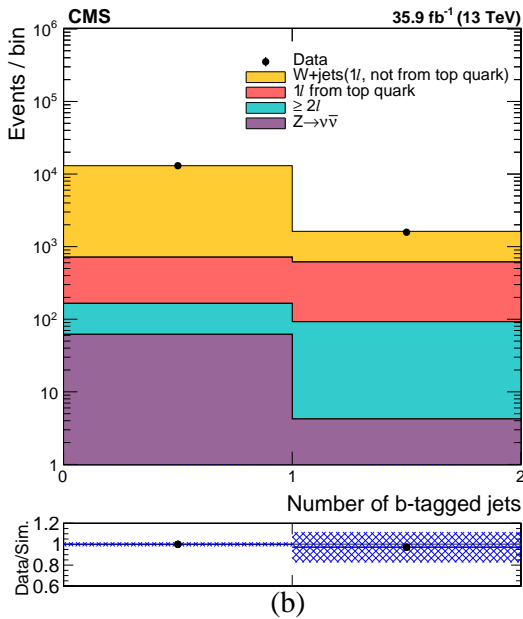 CMS 35.9 fb⁻¹ (13 TeV)
Events / bin
10⁶
10⁵
10⁴
10³
10²
10
1
Data
W+jets(1l, not from top quark)
1l from top quark
≥ 2l
Z→νν̅
0 1 2
Number of b-tagged jets
Data/Sim.
1.2
1
0.8
0.6
(b)